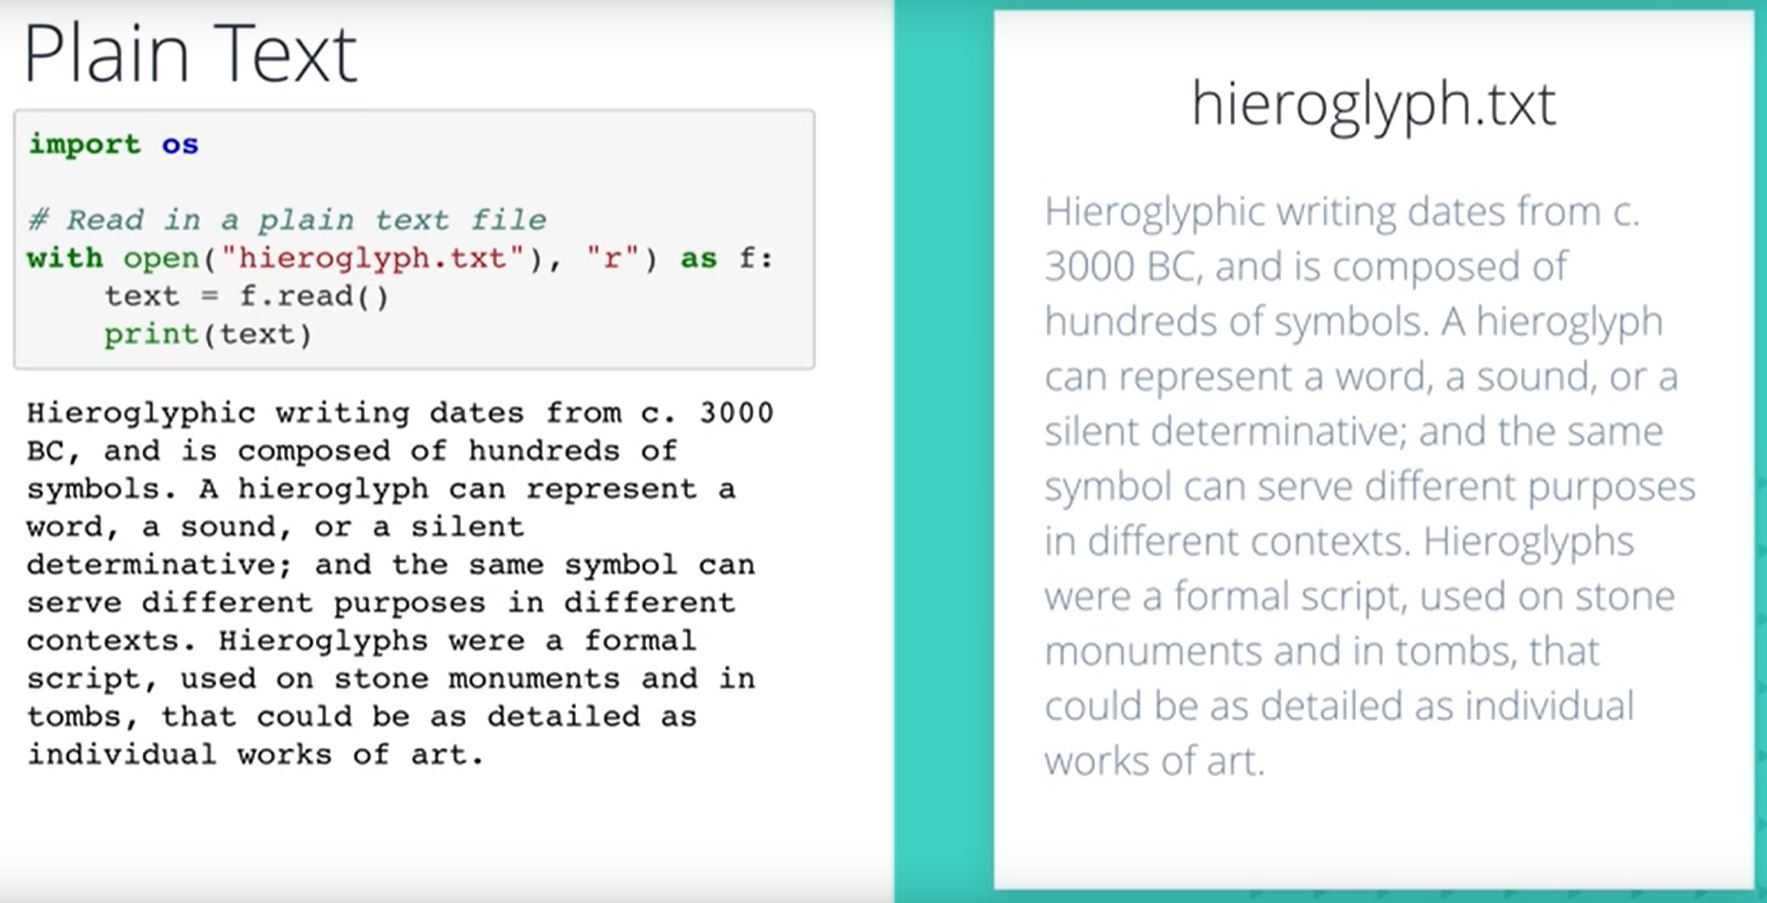 Plain Text
import os
# Read in a plain text file
with open("hieroglyph.txt"), "r") as f:
    text = f.read()
    print(text)
Hieroglyphic writing dates from c. 3000
BC, and is composed of hundreds of
symbols. A hieroglyph can represent a
word, a sound, or a silent
determinative; and the same symbol can
serve different purposes in different
contexts. Hieroglyphs were a formal
script, used on stone monuments and in
tombs, that could be as detailed as
individual works of art.
hieroglyph.txt
Hieroglyphic writing dates from c.
3000 BC, and is composed of
hundreds of symbols. A hieroglyph
can represent a word, a sound, or a
silent determinative; and the same
symbol can serve different purposes
in different contexts. Hieroglyphs
were a formal script, used on stone
monuments and in tombs, that
could be as detailed as individual
works of art.